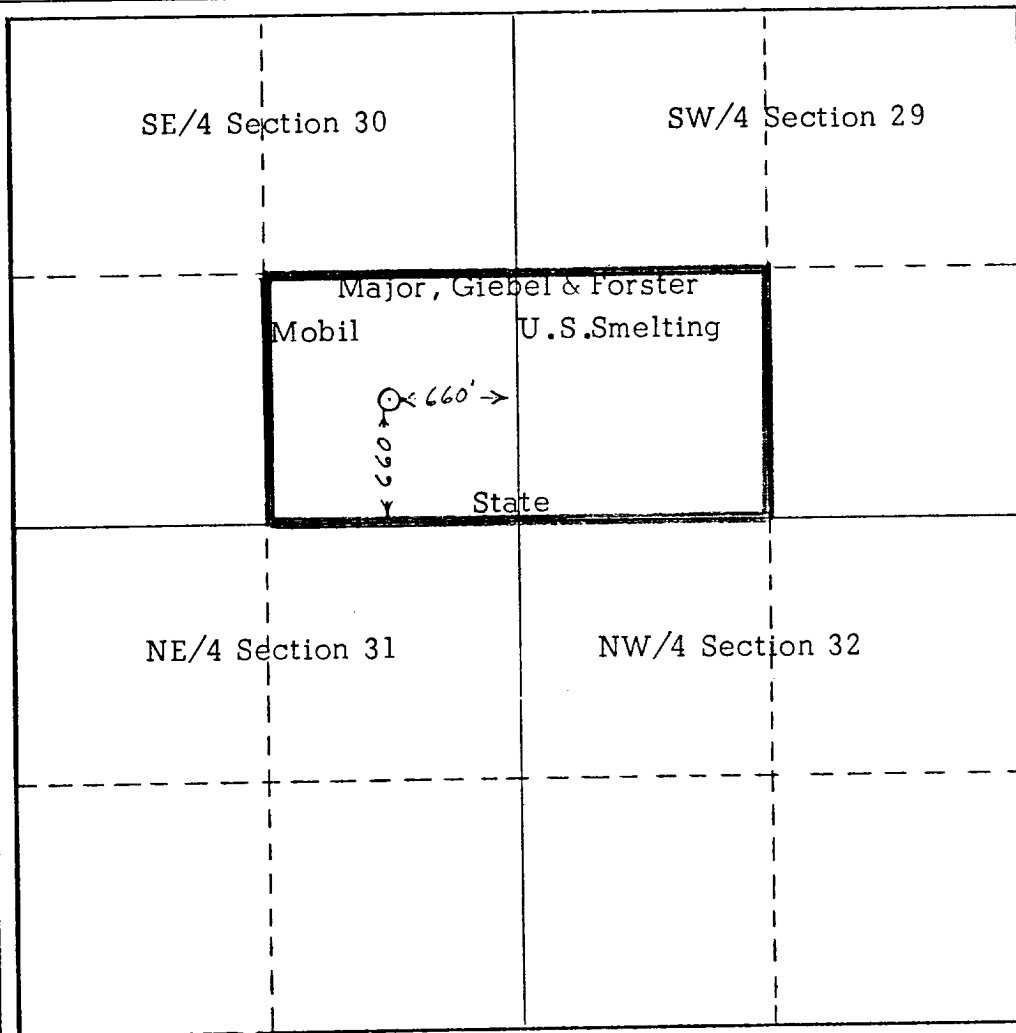 SE/4 Section 30
SW/4 Section 29
Major, Giebel & Forster
Mobil
U.S.Smelting
660'
660
State
NE/4 Section 31
NW/4 Section 32